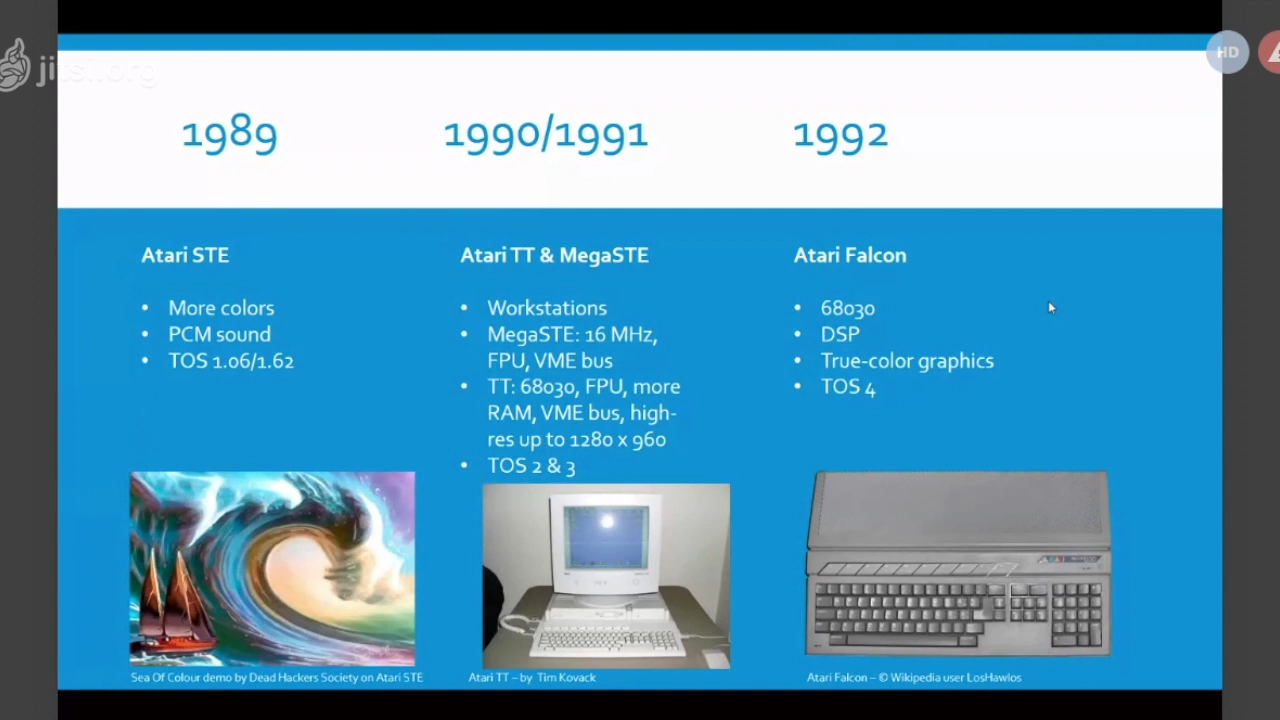 jitsi.org
HD
1989
1990/1991
1992
Atari STE
• More colors
• PCM sound
• TOS 1.06/1.62
Atari TT & MegaSTE
• Workstations
• MegaSTE: 16 MHz,
FPU, VME bus
• TT: 68030, FPU, more
RAM, VME bus, high-
res up to 1280 x 960
• TOS 2 & 3
Atari Falcon
• 68030
• DSP
• True-color graphics
• TOS 4
Sea Of Colour demo by Dead Hackers Society on Atari STE
Atari TT – by Tim Kovack
Atari Falcon – © Wikipedia user LosHawlos